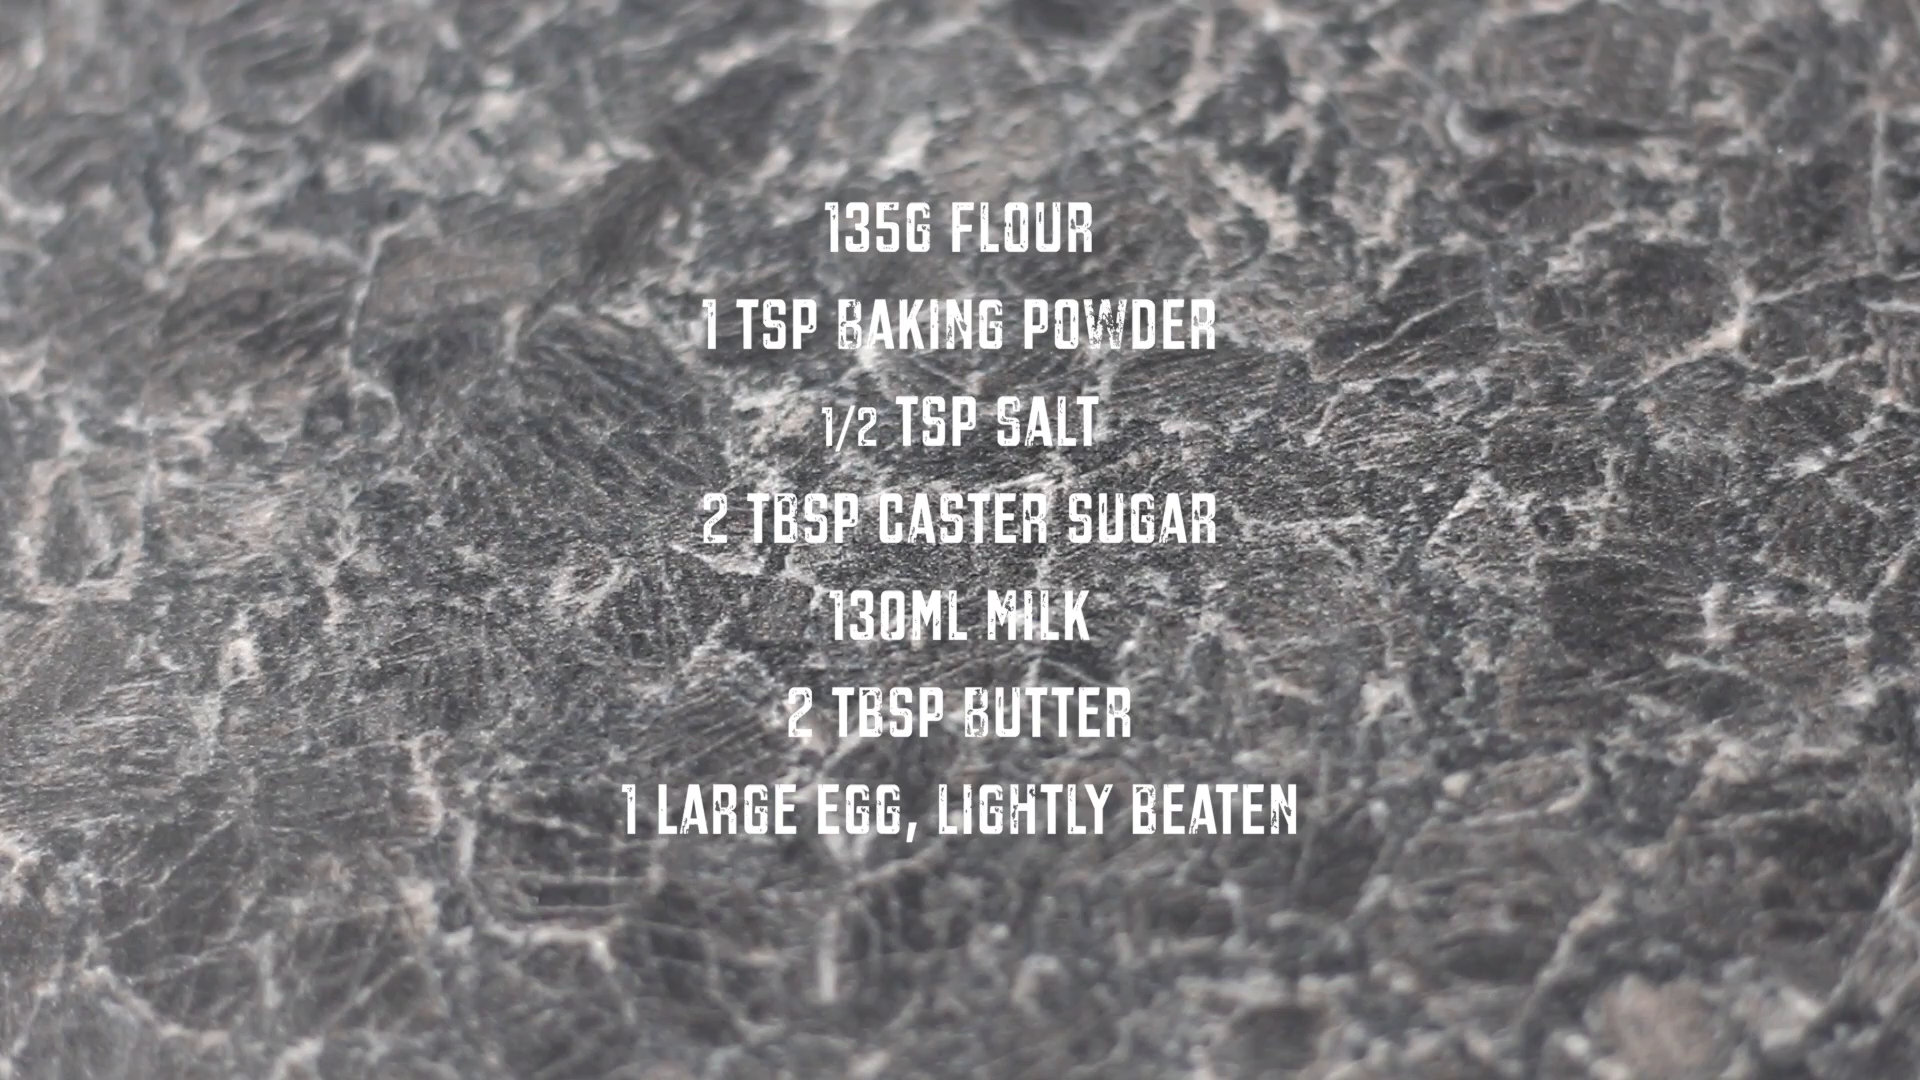 135G FLOUR
1 TSP BAKING POWDER
1/2 TSP SALT
2 TBSP CASTER SUGAR
130ML MILK
2 TBSP BUTTER
1 LARGE EGG, LIGHTLY BEATEN